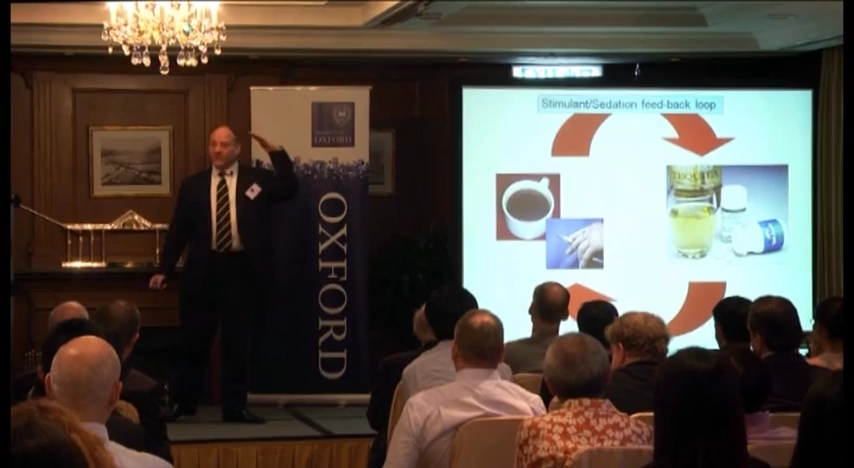 OXFORD
OXFORD
Stimulant/Sedation feed-back loop
TEQUILA